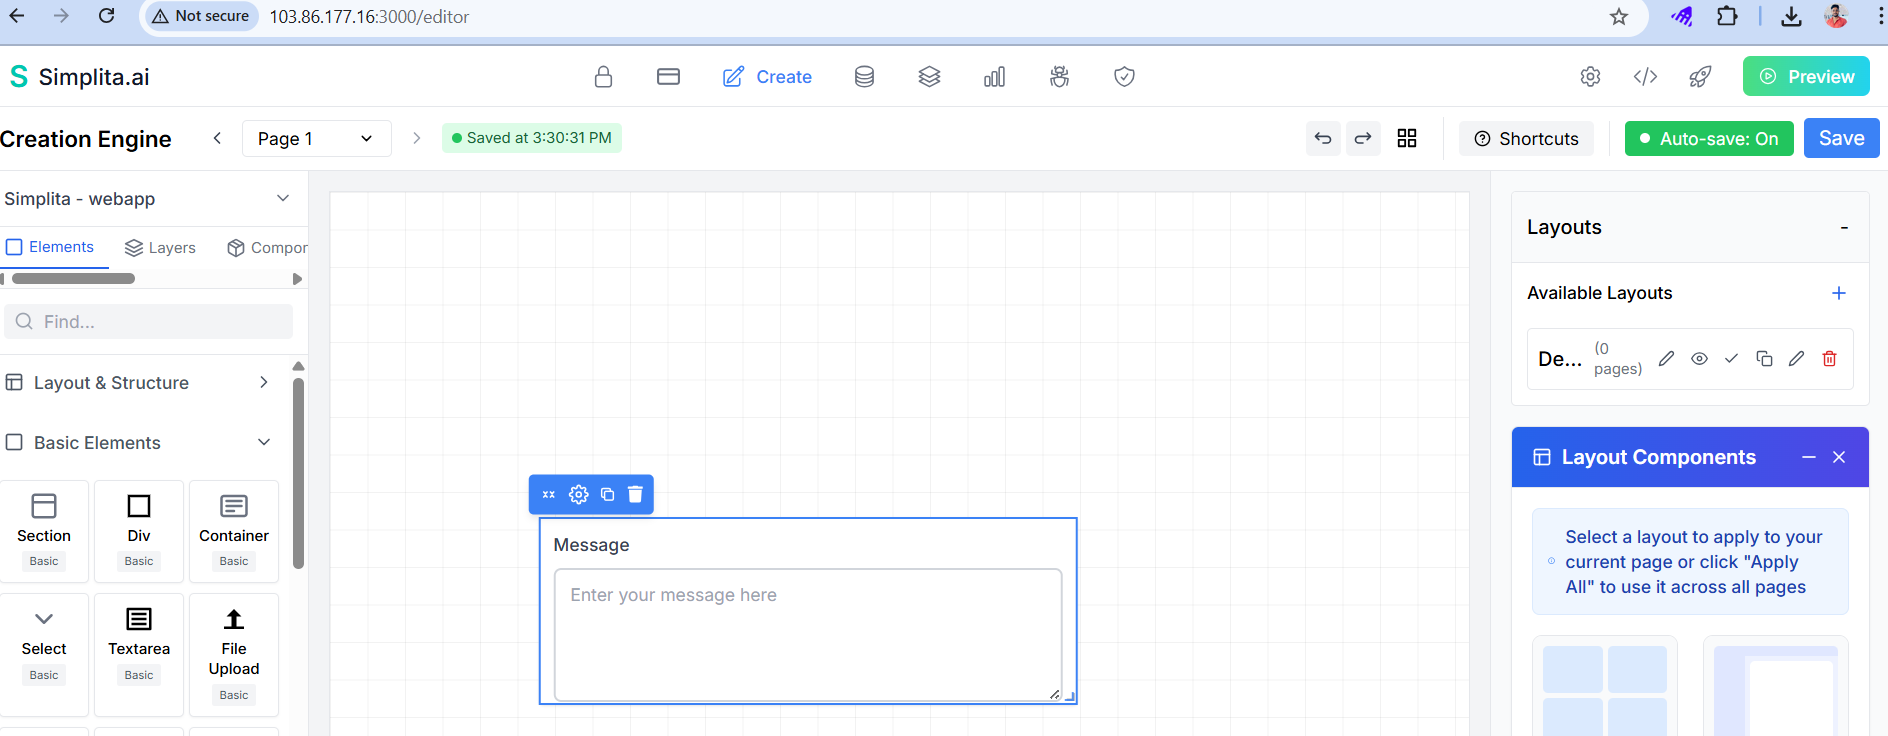 Not secure 103.86.177.16:3000/editor
S Simplita.ai
Create
Preview
Creation Engine
Page 1
Saved at 3:30:31 PM
Shortcuts
Auto-save: On
Save
Simplita - webapp
Elements
Layers
Compor
Find...
Layout & Structure
Basic Elements
Section
Basic
Div
Basic
Container
Basic
Select
Basic
Textarea
Basic
File
Upload
Basic
Message
Enter your message here
Layouts
-
Available Layouts
+
De...
(0
pages)
Layout Components
Select a layout to apply to your
current page or click "Apply
All" to use it across all pages